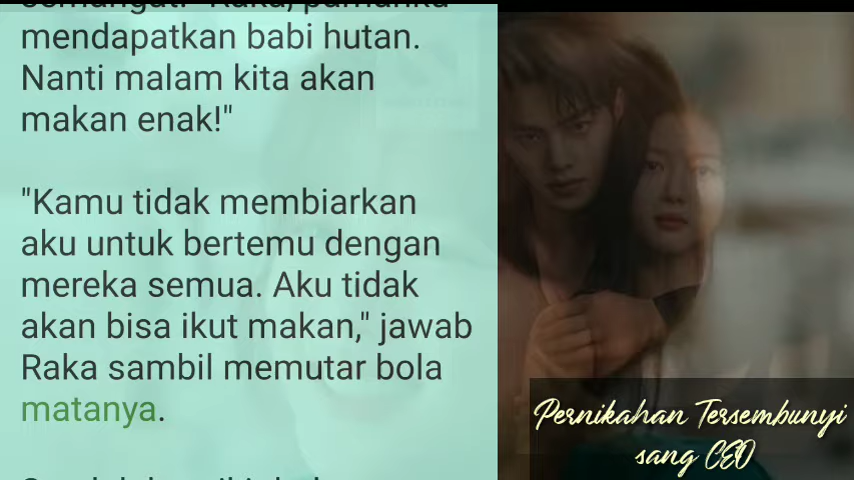 mendapatkan babi hutan.
Nanti malam kita akan
makan enak!"
"Kamu tidak membiarkan
aku untuk bertemu dengan
mereka semua. Aku tidak
akan bisa ikut makan," jawab
Raka sambil memutar bola
matanya.
Pernikahan Tersembunyi
sang CEO